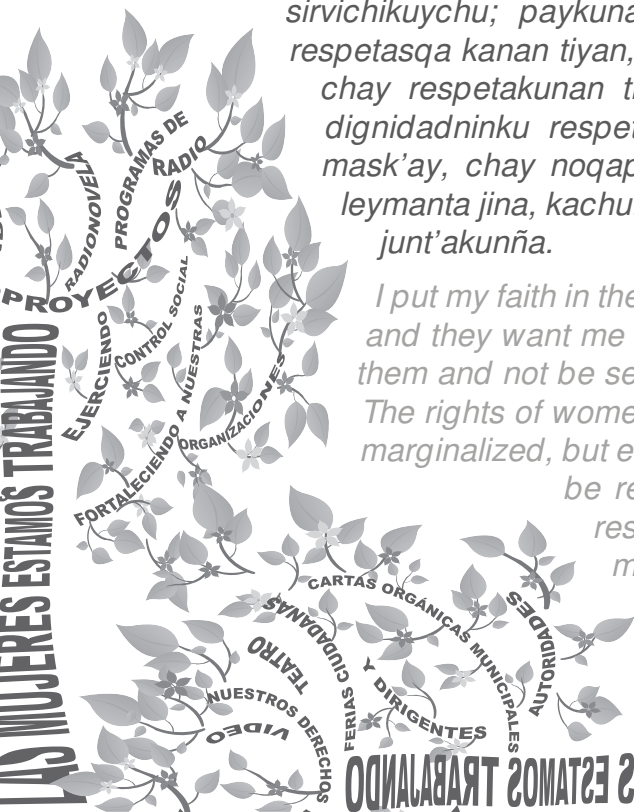 sirvichikuychu; paykuna
respetasqa kanan tiyan,
chay respetakunan
dignidadninku respet
mask’ay, chay noqap
leymanta jina, kachu
junt’akunña.
I put my faith in the
and they want me
them and not be se
The rights of wome
marginalized, but e
be re
res
m
PROGRAMAS DE
RADIO
RADIONOVELA
PROYECTOS
EJERCIENDO
CONTROL SOCIAL
FORTALECIENDO A NUESTRAS
ORGANIZACIONES
LAS MUJERES ESTAMOS TRABAJANDO
CARTAS ORGÁNICAS MUNICIPALES
FERIAS CIUDADANAS
TEATRO
NUESTROS DERECHOS
VIDEO
Y DIRIGENTES
AUTORIDADES
S ESTAMOS TRABAJANDO